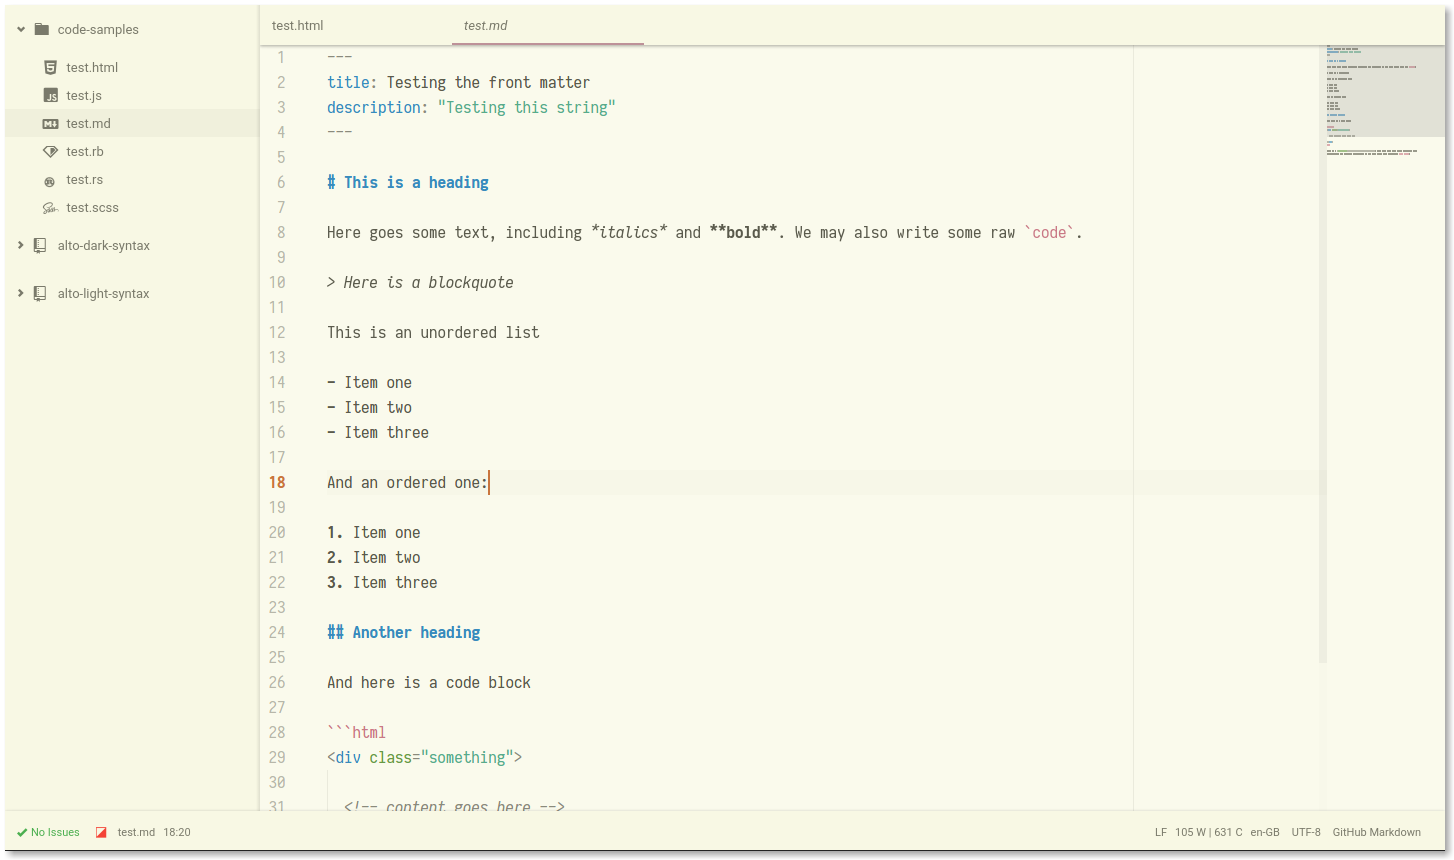 code-samples
test.html
test.js
test.md
test.rb
test.rs
test.scss
alto-dark-syntax
alto-light-syntax
test.html test.md
1 ---
2 title: Testing the front matter
3 description: "Testing this string"
4 ---
5
6 # This is a heading
7
8 Here goes some text, including *italics* and **bold**. We may also write some raw `code`.
9
10 > Here is a blockquote
11
12 This is an unordered list
13
14 - Item one
15 - Item two
16 - Item three
17
18 And an ordered one:
19
20 1. Item one
21 2. Item two
22 3. Item three
23
24 ## Another heading
25
26 And here is a code block
27
28 ```html
29 <div class="something">
30
31 <!-- content goes here -->
No Issues test.md 18:20 LF 105 W | 631 C en-GB UTF-8 GitHub Markdown